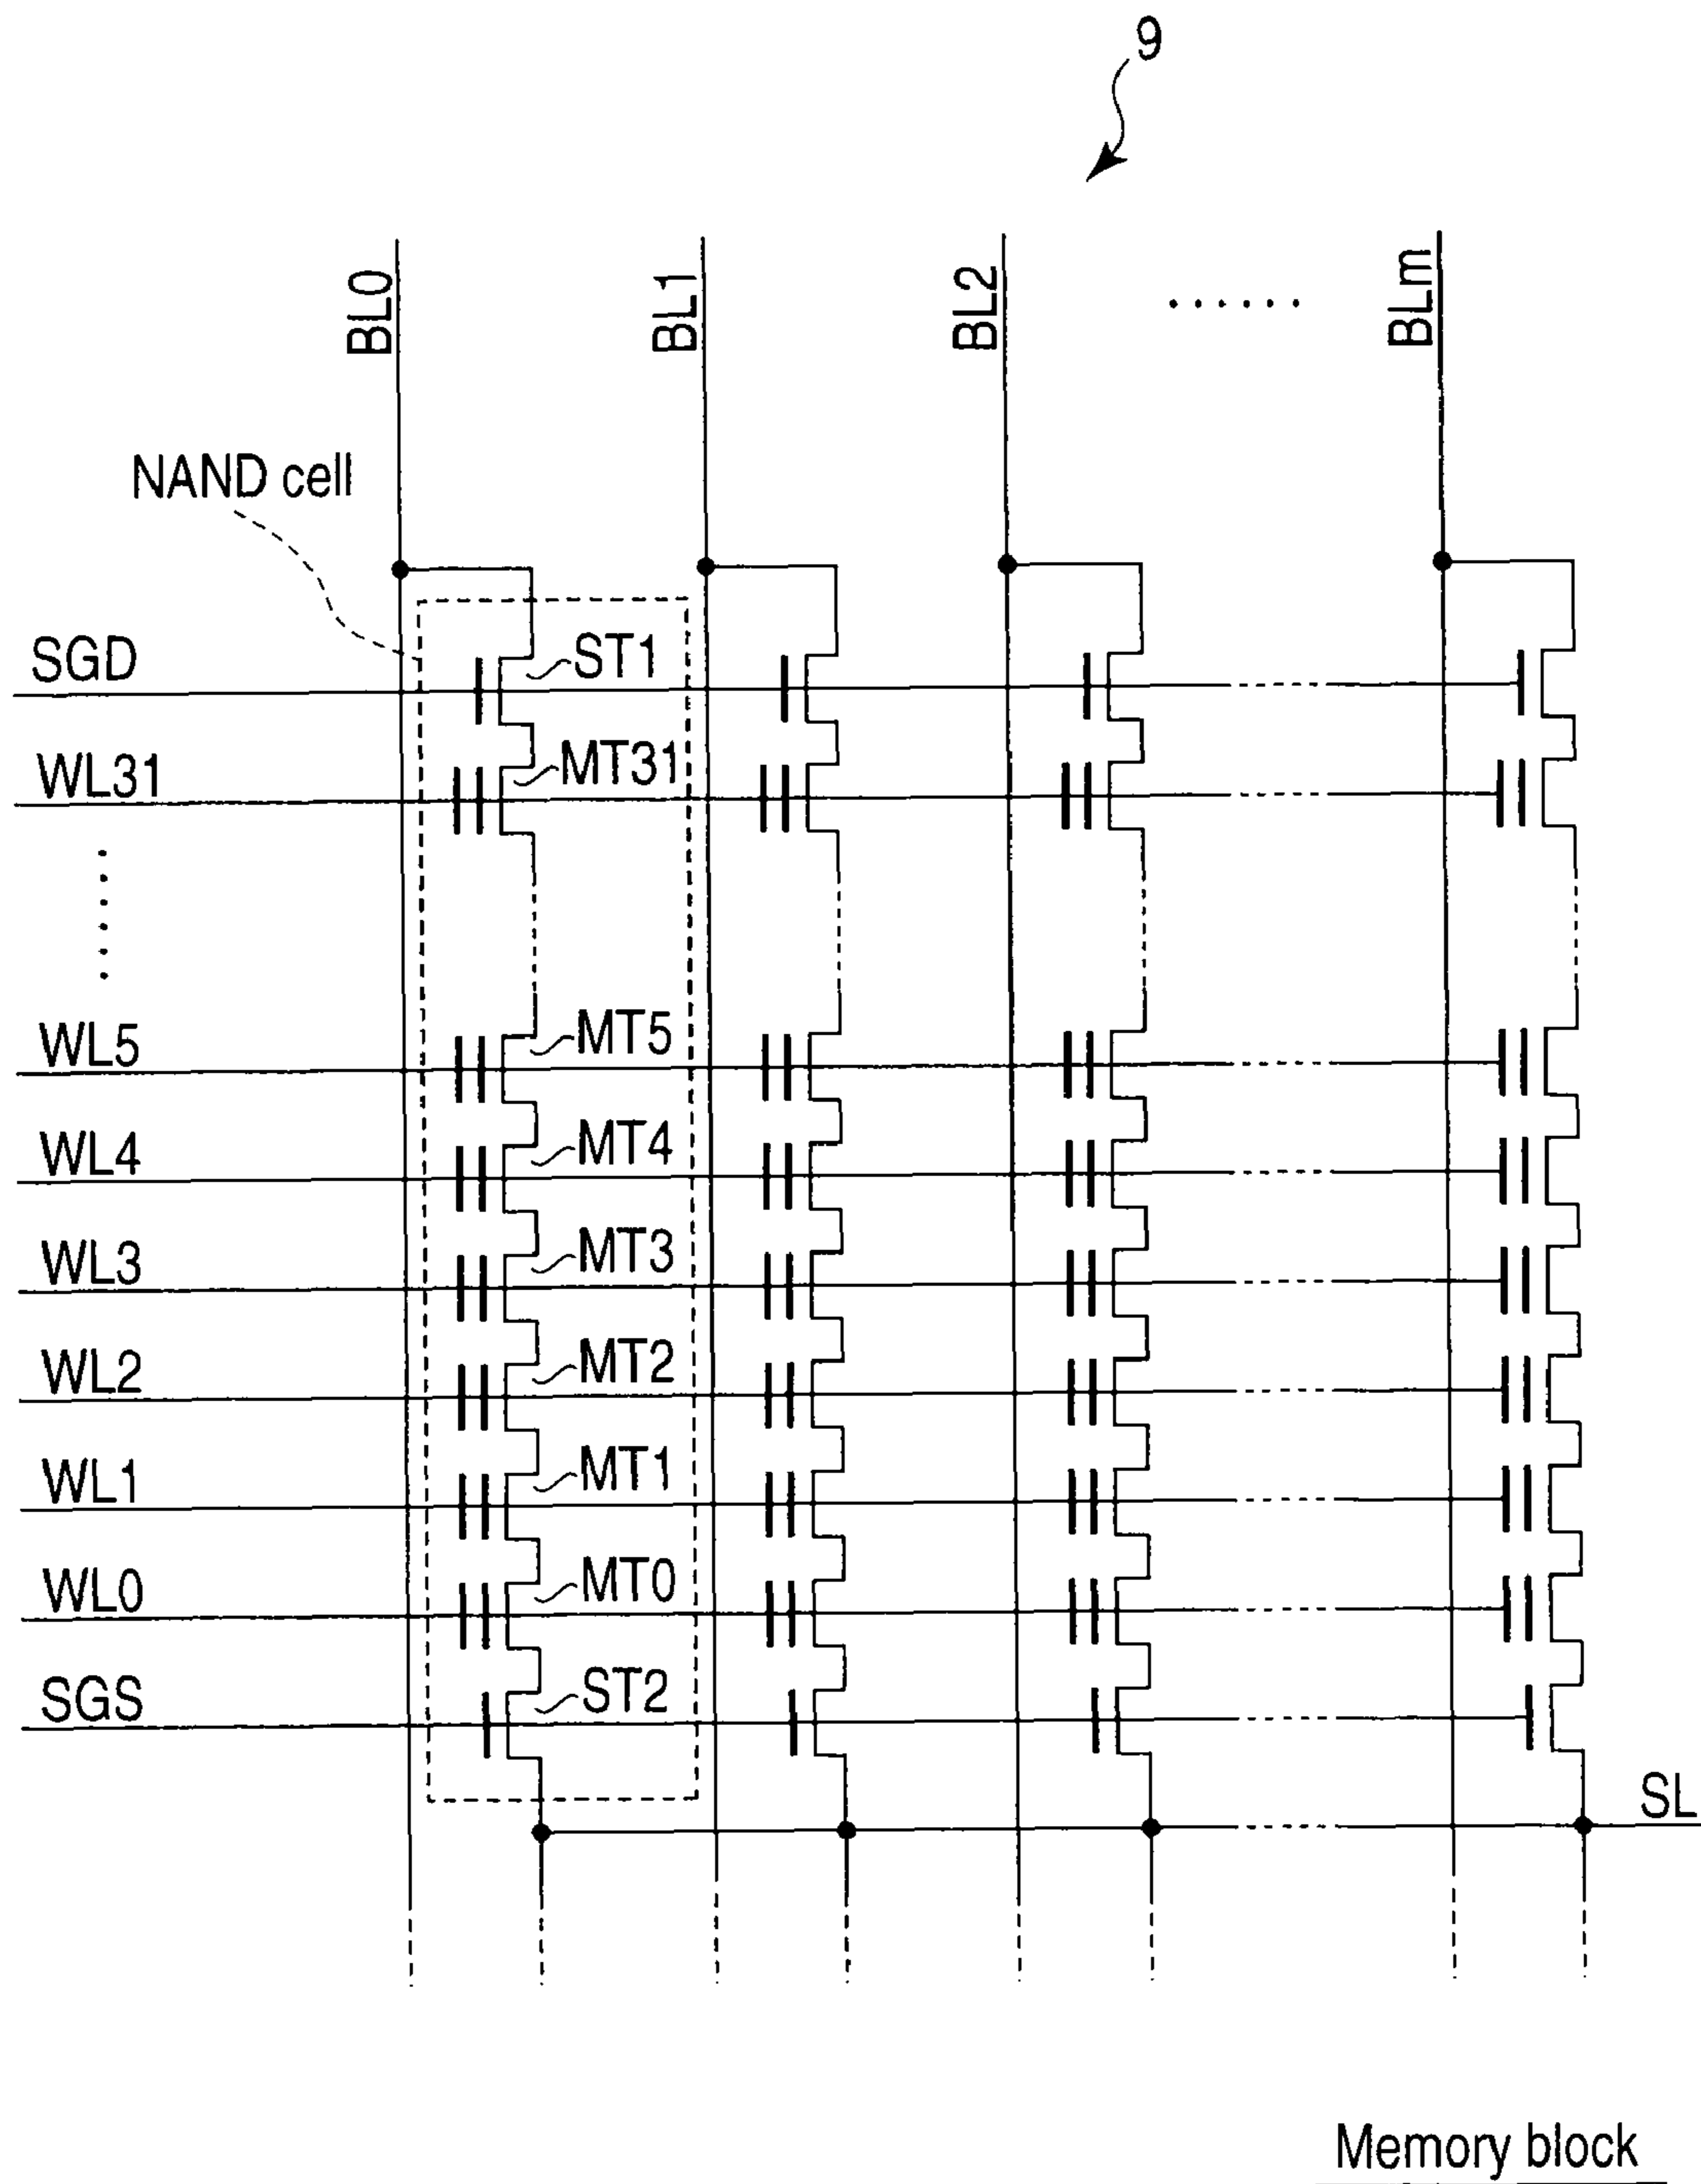 9
BL0
BL1
BL2
......
BLm
NAND cell
SGD
ST1
WL31
MT31
......
WL5
MT5
WL4
MT4
WL3
MT3
WL2
MT2
WL1
MT1
WL0
MT0
SGS
ST2
SL
Memory block